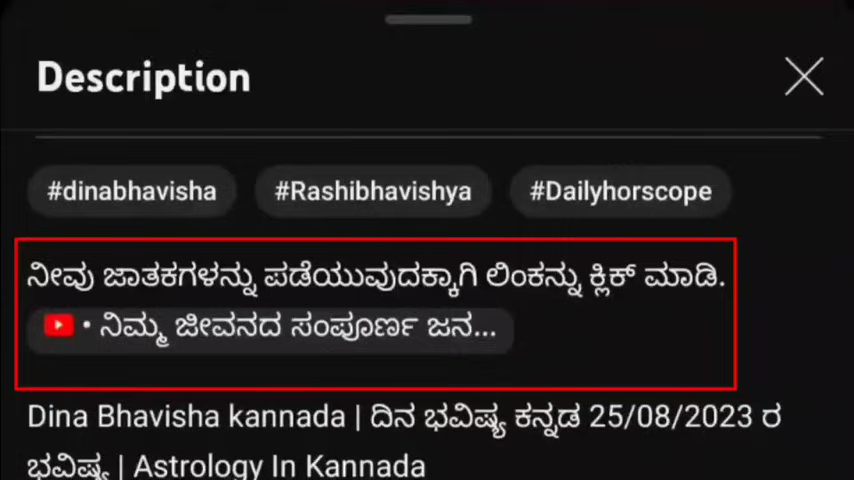 Description
#dinabhavisha #Rashibhavishya #Dailyhorscope
ನೀವು ಜಾತಕಗಳನ್ನು ಪಡೆಯುವುದಕ್ಕಾಗಿ ಲಿಂಕನ್ನು ಕ್ಲಿಕ್ ಮಾಡಿ.
• ನಿಮ್ಮ ಜೀವನದ ಸಂಪೂರ್ಣ ಜನ...
Dina Bhavisha kannada | ದಿನ ಭವಿಷ್ಯ ಕನ್ನಡ 25/08/2023 ರ
ಭವಿಷ್ಯ | Astrology In Kannada